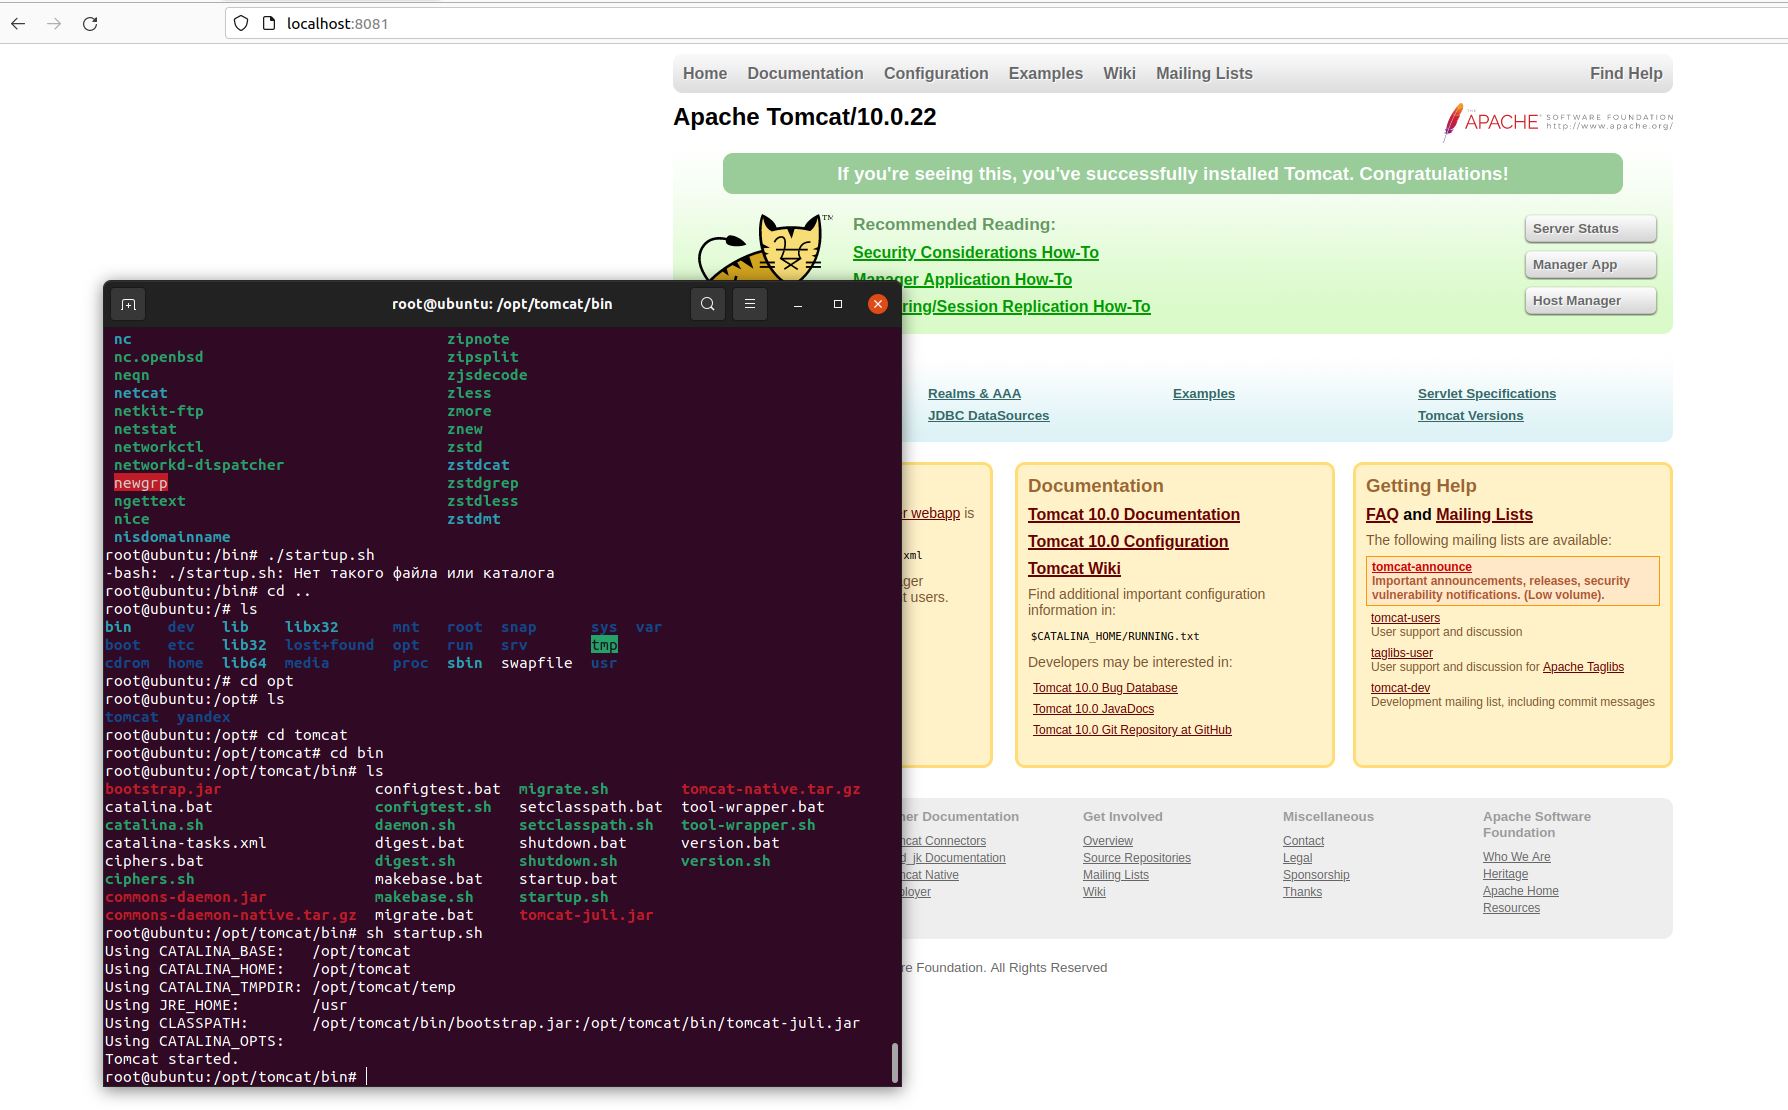 localhost:8081
Home Documentation Configuration Examples Wiki Mailing Lists Find Help
Apache Tomcat/10.0.22
THE APACHE SOFTWARE FOUNDATION
http://www.apache.org/
If you're seeing this, you've successfully installed Tomcat. Congratulations!
TM
Recommended Reading:
Security Considerations How-To
Manager Application How-To
ring/Session Replication How-To
Server Status
Manager App
Host Manager
Realms & AAA
JDBC DataSources
Examples
Servlet Specifications
Tomcat Versions
r webapp is
xml
ager
t users.
Documentation
Tomcat 10.0 Documentation
Tomcat 10.0 Configuration
Tomcat Wiki
Find additional important configuration
information in:
$CATALINA_HOME/RUNNING.txt
Developers may be interested in:
Tomcat 10.0 Bug Database
Tomcat 10.0 JavaDocs
Tomcat 10.0 Git Repository at GitHub
Getting Help
FAQ and Mailing Lists
The following mailing lists are available:
tomcat-announce
Important announcements, releases, security
vulnerability notifications. (Low volume).
tomcat-users
User support and discussion
taglibs-user
User support and discussion for Apache Taglibs
tomcat-dev
Development mailing list, including commit messages
her Documentation
mcat Connectors
d_jk Documentation
mcat Native
ployer
Get Involved
Overview
Source Repositories
Mailing Lists
Wiki
Miscellaneous
Contact
Legal
Sponsorship
Thanks
Apache Software
Foundation
Who We Are
Heritage
Apache Home
Resources
re Foundation. All Rights Reserved
root@ubuntu: /opt/tomcat/bin
nc zipnote
nc.openbsd zipsplit
neqn zjsdecode
netcat zless
netkit-ftp zmore
netstat znew
networkctl zstd
networkd-dispatcher zstdcat
newgrp zstdgrep
ngettext zstdless
nice zstdmt
nisdomainname
root@ubuntu:/bin# ./startup.sh
-bash: ./startup.sh: Нет такого файла или каталога
root@ubuntu:/bin# cd ..
root@ubuntu:/# ls
bin dev lib libx32 mnt root snap sys var
boot etc lib32 lost+found opt run srv tmp
cdrom home lib64 media proc sbin swapfile usr
root@ubuntu:/# cd opt
root@ubuntu:/opt# ls
tomcat yandex
root@ubuntu:/opt# cd tomcat
root@ubuntu:/opt/tomcat# cd bin
root@ubuntu:/opt/tomcat/bin# ls
bootstrap.jar configtest.bat migrate.sh tomcat-native.tar.gz
catalina.bat configtest.sh setclasspath.bat tool-wrapper.bat
catalina.sh daemon.sh setclasspath.sh tool-wrapper.sh
catalina-tasks.xml digest.bat shutdown.bat version.bat
ciphers.bat digest.sh shutdown.sh version.sh
ciphers.sh makebase.bat startup.bat
commons-daemon.jar makebase.sh startup.sh
commons-daemon-native.tar.gz migrate.bat tomcat-juli.jar
root@ubuntu:/opt/tomcat/bin# sh startup.sh
Using CATALINA_BASE: /opt/tomcat
Using CATALINA_HOME: /opt/tomcat
Using CATALINA_TMPDIR: /opt/tomcat/temp
Using JRE_HOME: /usr
Using CLASSPATH: /opt/tomcat/bin/bootstrap.jar:/opt/tomcat/bin/tomcat-juli.jar
Using CATALINA_OPTS:
Tomcat started.
root@ubuntu:/opt/tomcat/bin#